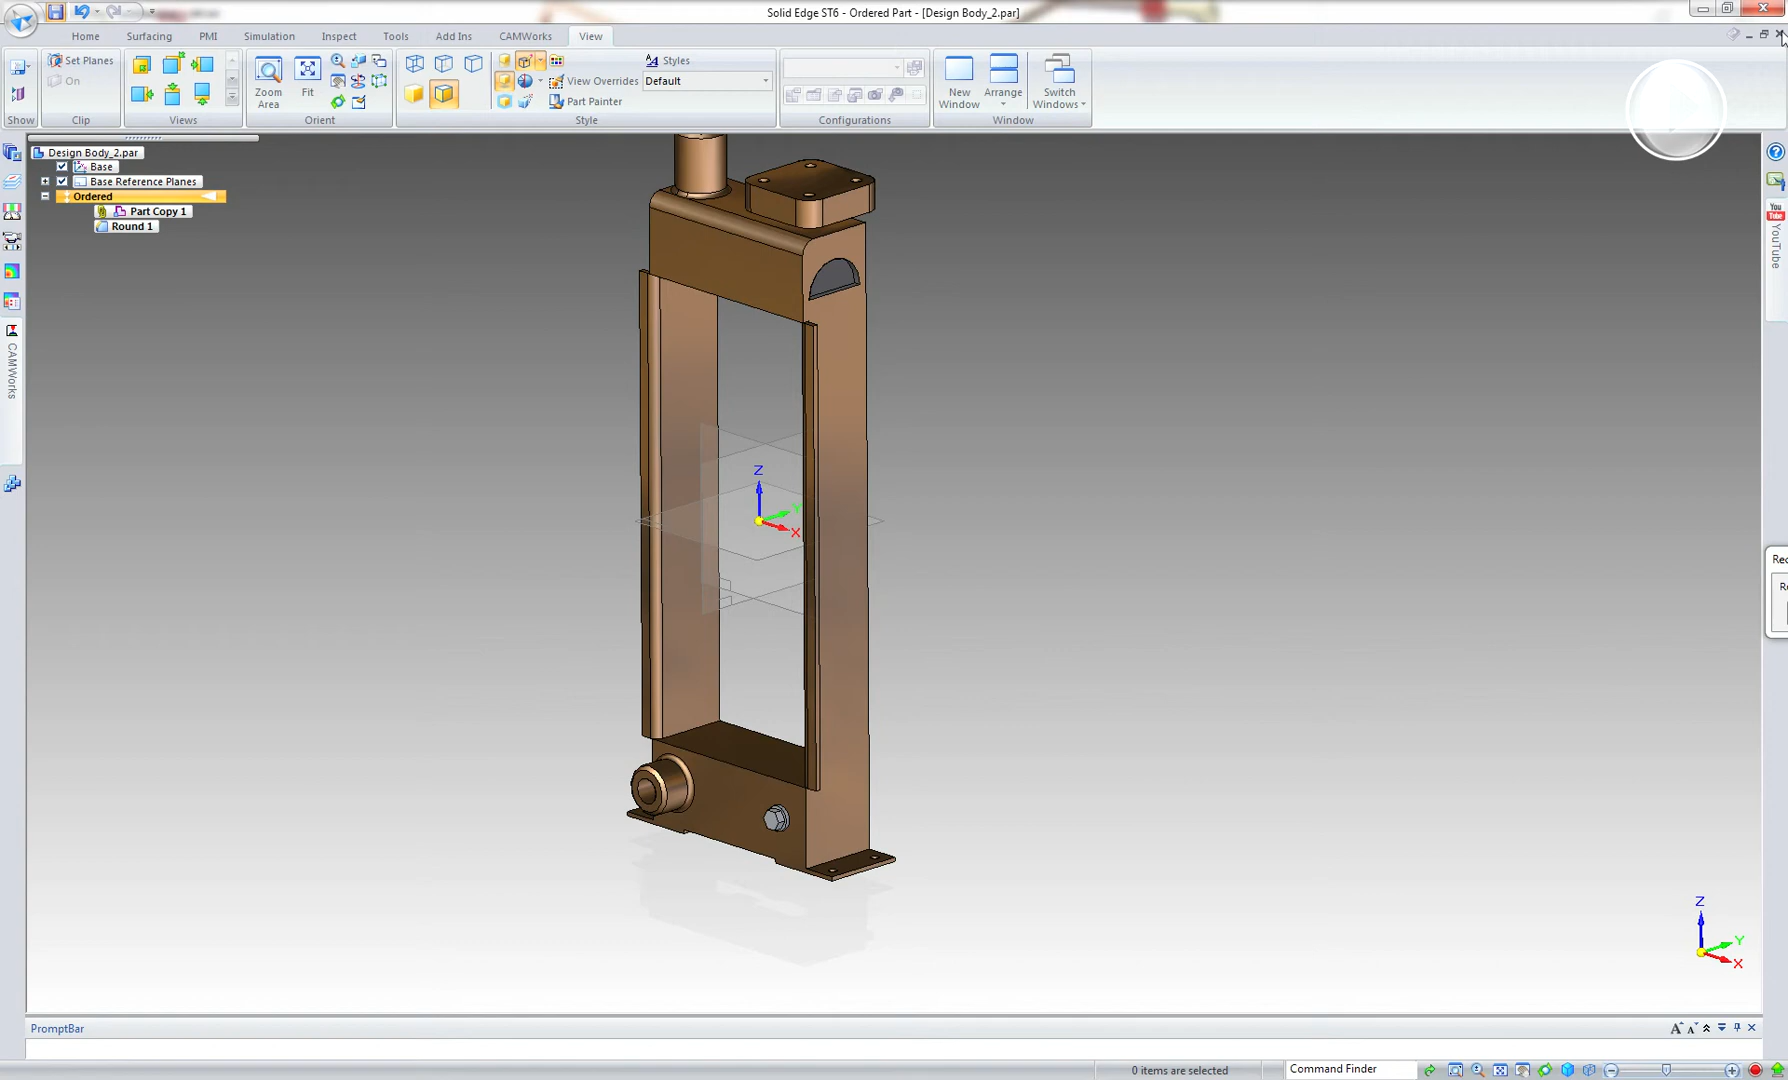 Solid Edge ST6 - Ordered Part - [Design Body_2.par]
Home Surfacing PMI Simulation Inspect Tools Add Ins CAMWorks View
Set Planes
On
Show
Clip
Views
Zoom Area
Fit
Orient
Styles
View Overrides Default
Part Painter
Style
Configurations
New Window
Arrange
Switch Windows
Window
Design Body_2.par
Base
Base Reference Planes
Ordered
Part Copy 1
Round 1
CAMWorks
You Tube
YouTube
Z
Y
X
Rec
Z
Y
X
PromptBar
0 items are selected
Command Finder